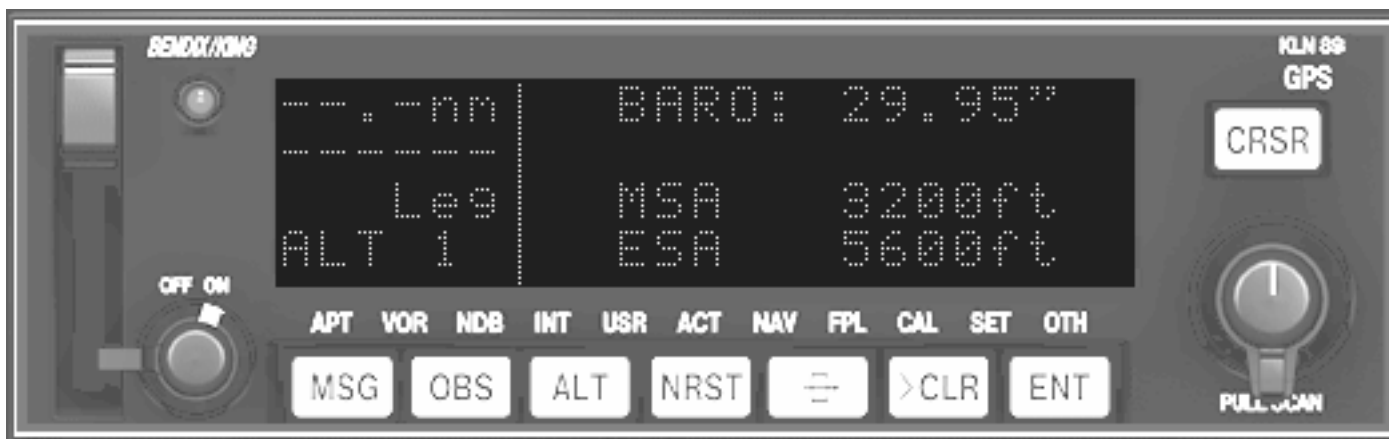 BENDIX/KING
KLN 89
GPS
--.-nm BARO: 29.95"
------
Leg MSA 3200ft
ALT 1 ESA 5600ft
CRSR
OFF ON
APT VOR NDB INT USR ACT NAV FPL CAL SET OTH
MSG OBS ALT NRST >CLR ENT
PULL SCAN